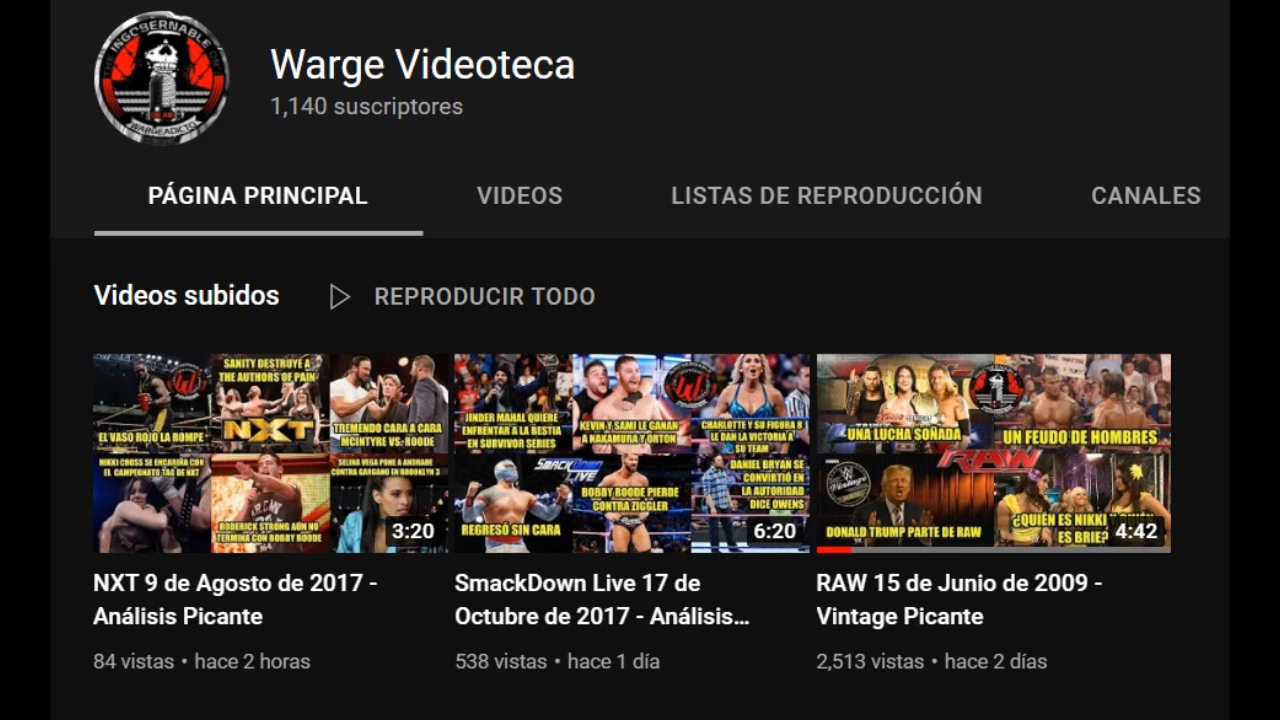 INGOBERNABLE
WARGEADICTO
Warge Videoteca
1,140 suscriptores
PÁGINA PRINCIPAL
VIDEOS
LISTAS DE REPRODUCCIÓN
CANALES
Videos subidos
REPRODUCIR TODO
EL VASO ROJO LA ROMPE
SANITY DESTRUYE A
THE AUTHORS OF PAIN
NXT
TREMENDO CARA A CARA
MCINTYRE VS. ROODE
NIKKI CROSS SE ENCARIÑA CON
EL CAMPEONATO TAG DE NXT
RODERICK STRONG AÚN NO
TERMINA CON BOBBY ROODE
SELINA VEGA PONE A ANDRADE
CONTRA GARGANO EN BROOKLYN 3
3:20
JINDER MAHAL QUIERE
ENFRENTAR A LA BESTIA
EN SURVIVOR SERIES
KEVIN Y SAMI LE GANAN
A NAKAMURA Y ORTON
CHARLOTTE Y SU FIGURA 8
LE DAN LA VICTORIA A
SU TEAM
REGRESÓ SIN CARA
SMACKDOWN
LIVE
BOBBY ROODE PIERDE
CONTRA ZIGGLER
DANIEL BRYAN SE
CONVIRTIÓ EN
LA AUTORIDAD
DICE OWENS
6:20
UNA LUCHA SOÑADA
UN FEUDO DE HOMBRES
RAW
DONALD TRUMP PARTE DE RAW
¿QUIÉN ES NIKKI Y QUIÉN
ES BRIE?
4:42
NXT 9 de Agosto de 2017 -
Análisis Picante
84 vistas • hace 2 horas
SmackDown Live 17 de
Octubre de 2017 - Análisis...
538 vistas • hace 1 día
RAW 15 de Junio de 2009 -
Vintage Picante
2,513 vistas • hace 2 días